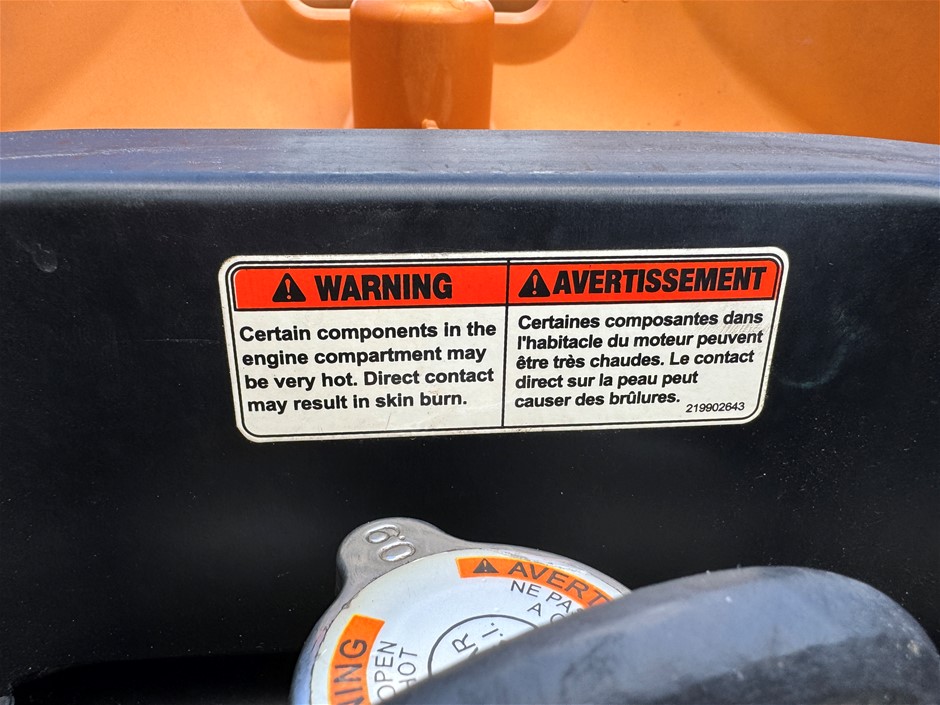 WARNING
Certain components in the
engine compartment may
be very hot. Direct contact
may result in skin burn.
AVERTISSEMENT
Certaines composantes dans
l'habitacle du moteur peuvent
être très chaudes. Le contact
direct sur la peau peut
causer des brûlures.
219902643
60
OPEN
HOT
NE PA
A